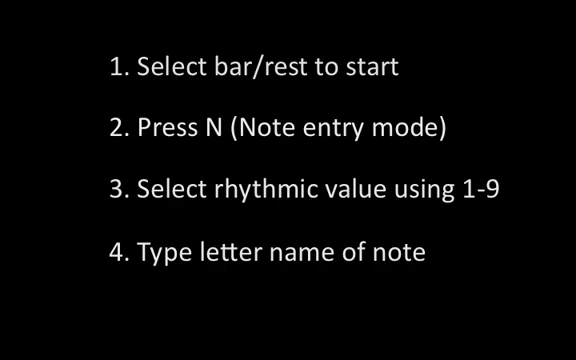 1. Select bar/rest to start
2. Press N (Note entry mode)
3. Select rhythmic value using 1-9
4. Type letter name of note